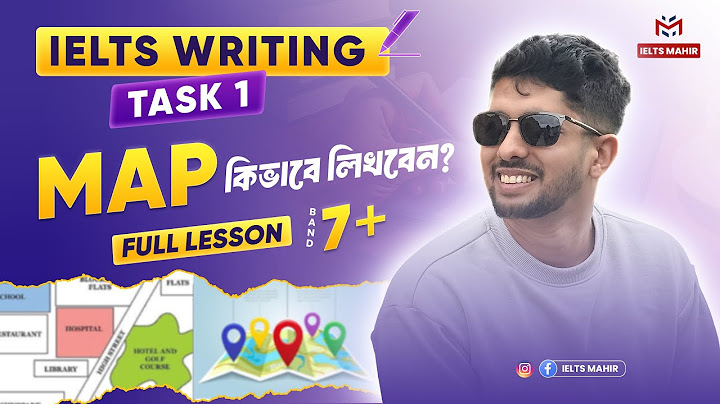 IELTS WRITING
TASK 1
MAP কিভাবে লিখবেন?
FULL LESSON BAND 7+
IELTS MAHIR
SCHOOL
FLATS
RESTAURANT
HOSPITAL
LIBRARY
HIGH STREET
FLATS
HOTEL AND
GOLF
COURSE
IELTS MAHIR